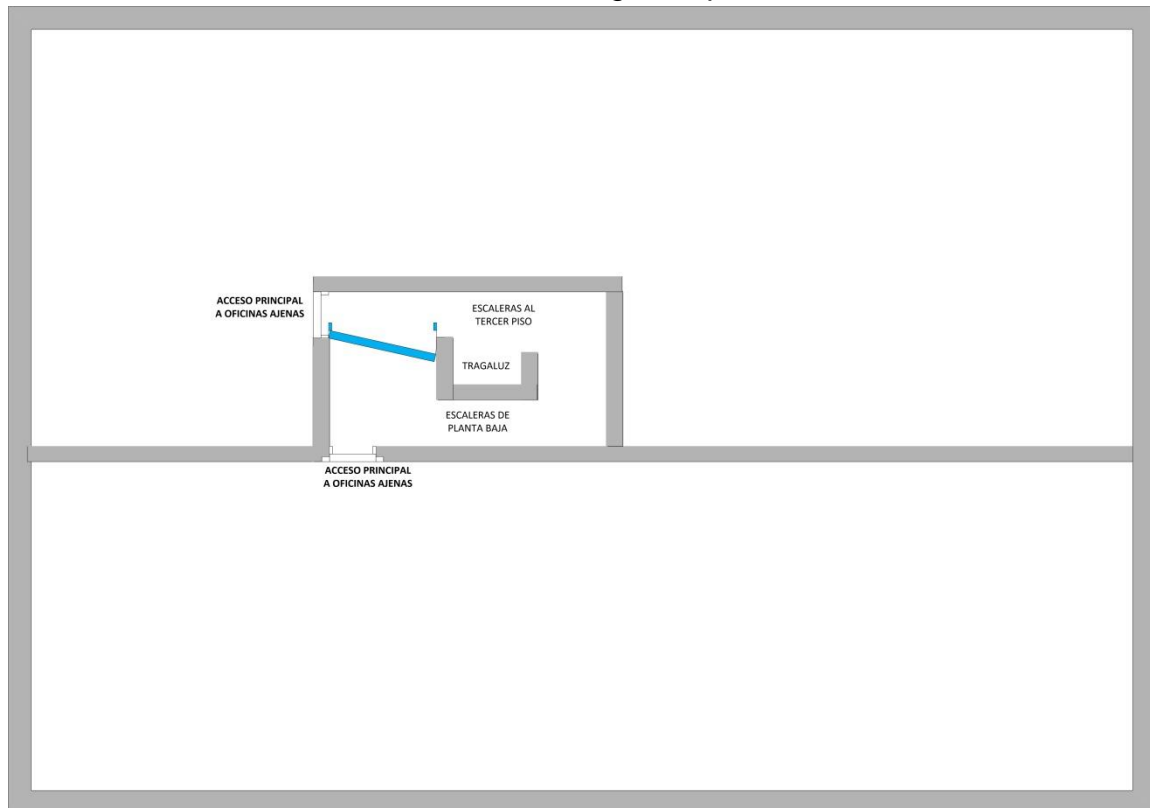 ACCESO PRINCIPAL
A OFICINAS AJENAS
ESCALERAS AL
TERCER PISO
TRAGALUZ
ESCALERAS DE
PLANTA BAJA
ACCESO PRINCIPAL
A OFICINAS AJENAS